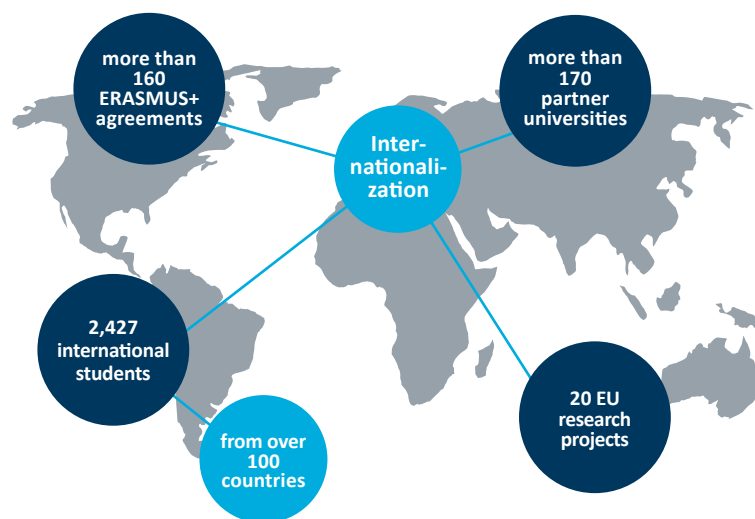 more than
160
ERASMUS+
agreements
more than
170
partner
universities
Inter-
nationali-
zation
2,427
international
students
from over
100
countries
20 EU
research
projects